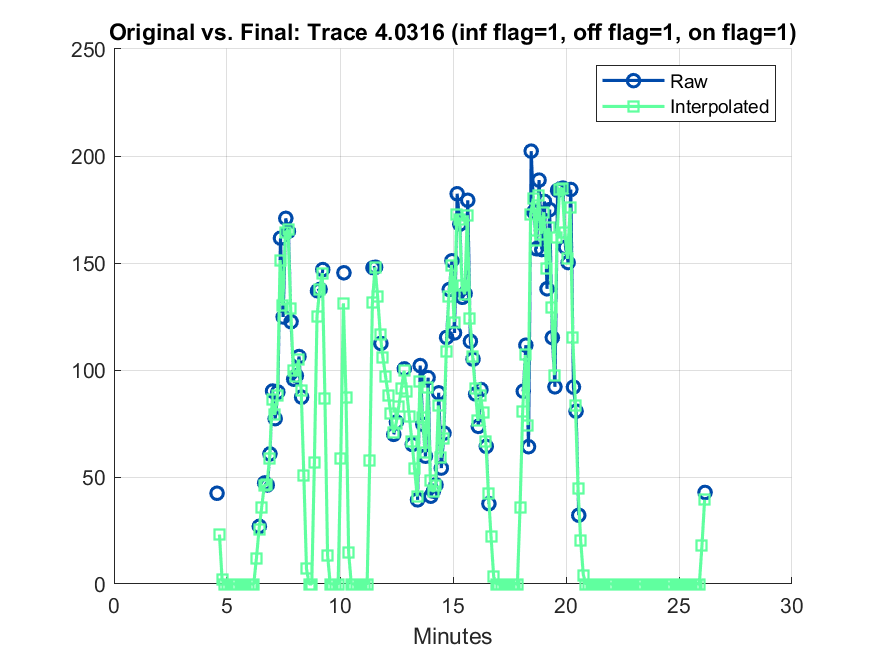 Original vs. Final: Trace 4.0316 (inf flag=1, off flag=1, on flag=1)
250
200
150
100
50
0
Raw
Interpolated
0 5 10 15 20 25 30
Minutes